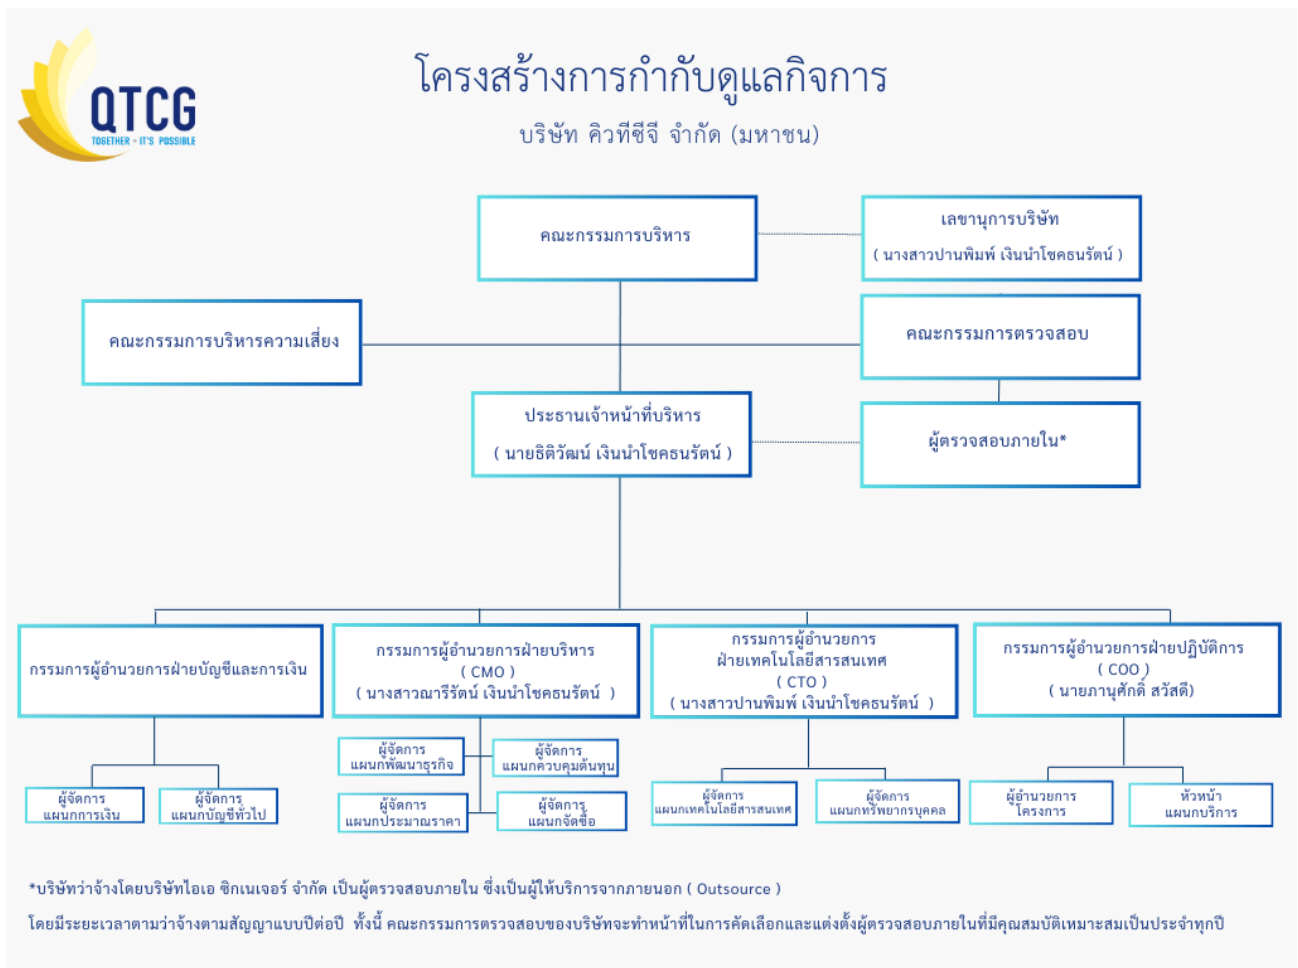 QTCG
TOGETHER - IT'S POSSIBLE
โครงสร้างการกำกับดูแลกิจการ
บริษัท คิวทีซีจี จำกัด (มหาชน)
คณะกรรมการบริหาร
เลขานุการบริษัท
( นางสาวปานพิมพ์ เงินนำโชคธนรัตน์ )
คณะกรรมการบริหารความเสี่ยง
คณะกรรมการตรวจสอบ
ประธานเจ้าหน้าที่บริหาร
( นายธิติวัฒน์ เงินนำโชคธนรัตน์ )
ผู้ตรวจสอบภายใน*
กรรมการผู้อำนวยการฝ่ายบัญชีและการเงิน
กรรมการผู้อำนวยการฝ่ายบริหาร
( CMO )
( นางสาวณารีรัตน์ เงินนำโชคธนรัตน์ )
กรรมการผู้อำนวยการ
ฝ่ายเทคโนโลยีสารสนเทศ
( CTO )
( นางสาวปานพิมพ์ เงินนำโชคธนรัตน์ )
กรรมการผู้อำนวยการฝ่ายปฏิบัติการ
( COO )
( นายภานุศักดิ์ สวัสดี)
ผู้จัดการ
แผนกการเงิน
ผู้จัดการ
แผนกบัญชีทั่วไป
ผู้จัดการ
แผนกพัฒนาธุรกิจ
ผู้จัดการ
แผนกควบคุมต้นทุน
ผู้จัดการ
แผนกประมาณราคา
ผู้จัดการ
แผนกจัดซื้อ
ผู้จัดการ
แผนกเทคโนโลยีสารสนเทศ
ผู้จัดการ
แผนกทรัพยากรบุคคล
ผู้อำนวยการ
โครงการ
หัวหน้า
แผนกบริการ
*บริษัทว่าจ้างโดยบริษัทไอเอ ซิกเนเจอร์ จำกัด เป็นผู้ตรวจสอบภายใน ซึ่งเป็นผู้ให้บริการจากภายนอก ( Outsource )
โดยมีระยะเวลาตามว่าจ้างตามสัญญาแบบปีต่อปี ทั้งนี้ คณะกรรมการตรวจสอบของบริษัทจะทำหน้าที่ในการคัดเลือกและแต่งตั้งผู้ตรวจสอบภายในที่มีคุณสมบัติเหมาะสมเป็นประจำทุกปี